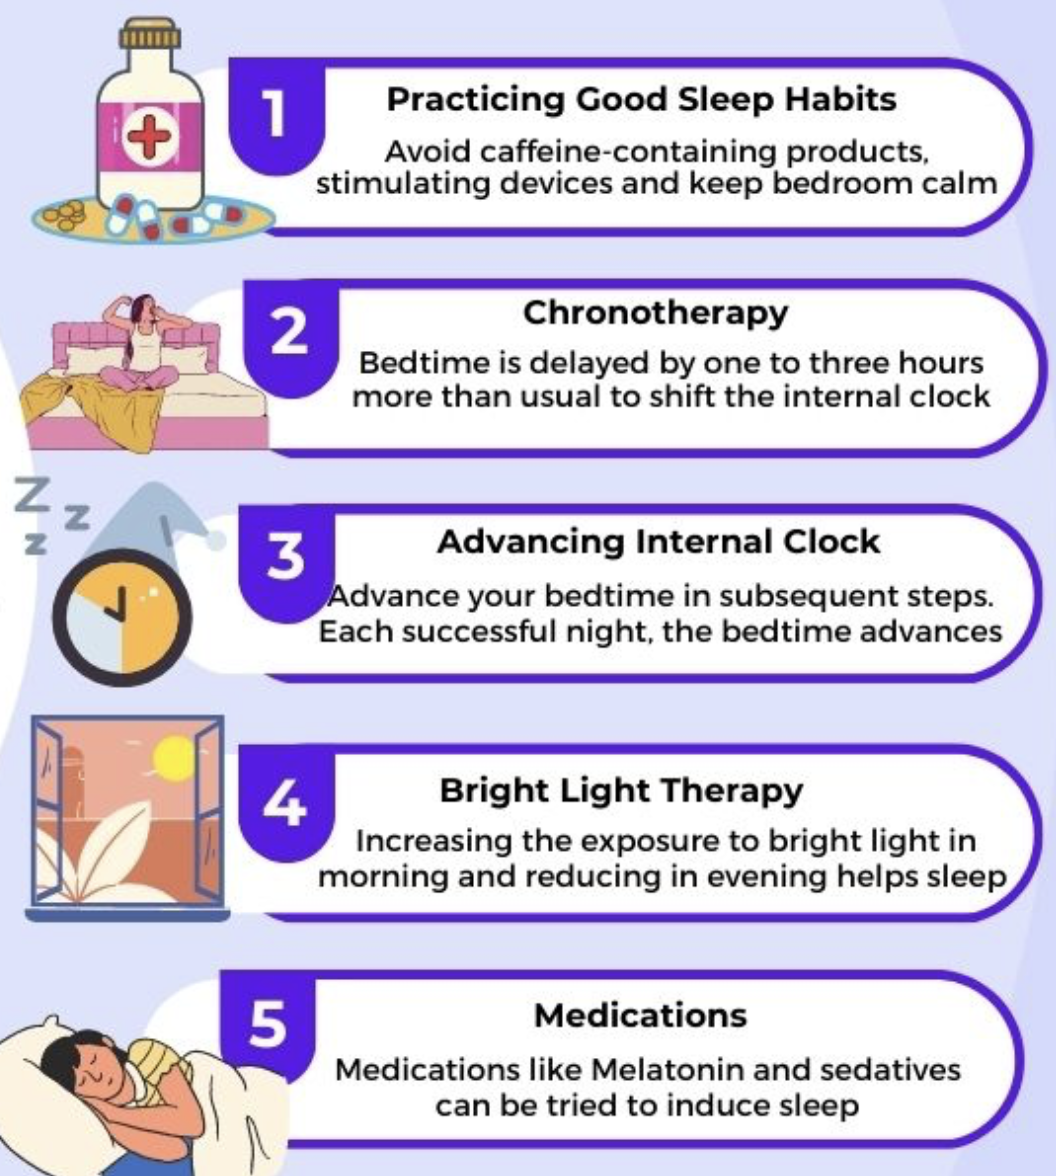 1
Practicing Good Sleep Habits
Avoid caffeine-containing products,
stimulating devices and keep bedroom calm
2
Chronotherapy
Bedtime is delayed by one to three hours
more than usual to shift the internal clock
Z
z
z
3
Advancing Internal Clock
Advance your bedtime in subsequent steps.
Each successful night, the bedtime advances
4
Bright Light Therapy
Increasing the exposure to bright light in
morning and reducing in evening helps sleep
5
Medications
Medications like Melatonin and sedatives
can be tried to induce sleep